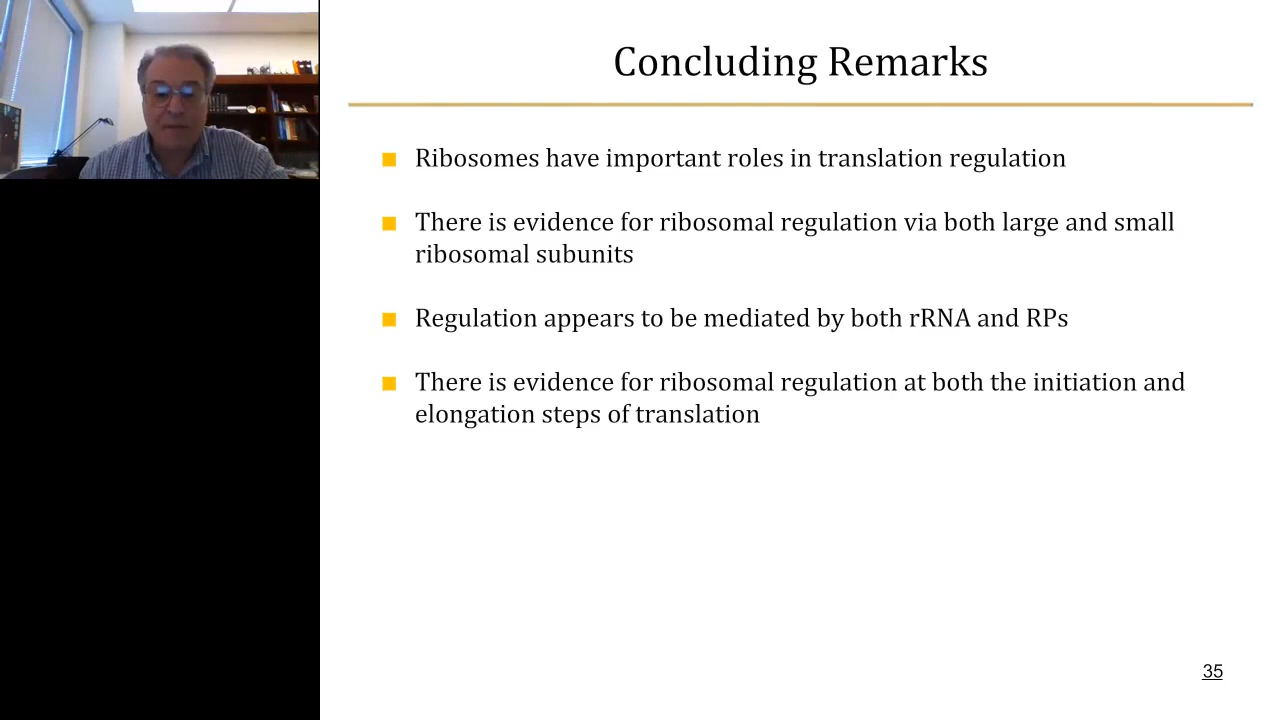 Concluding Remarks
Ribosomes have important roles in translation regulation
There is evidence for ribosomal regulation via both large and small
ribosomal subunits
Regulation appears to be mediated by both rRNA and RPs
There is evidence for ribosomal regulation at both the initiation and
elongation steps of translation
35